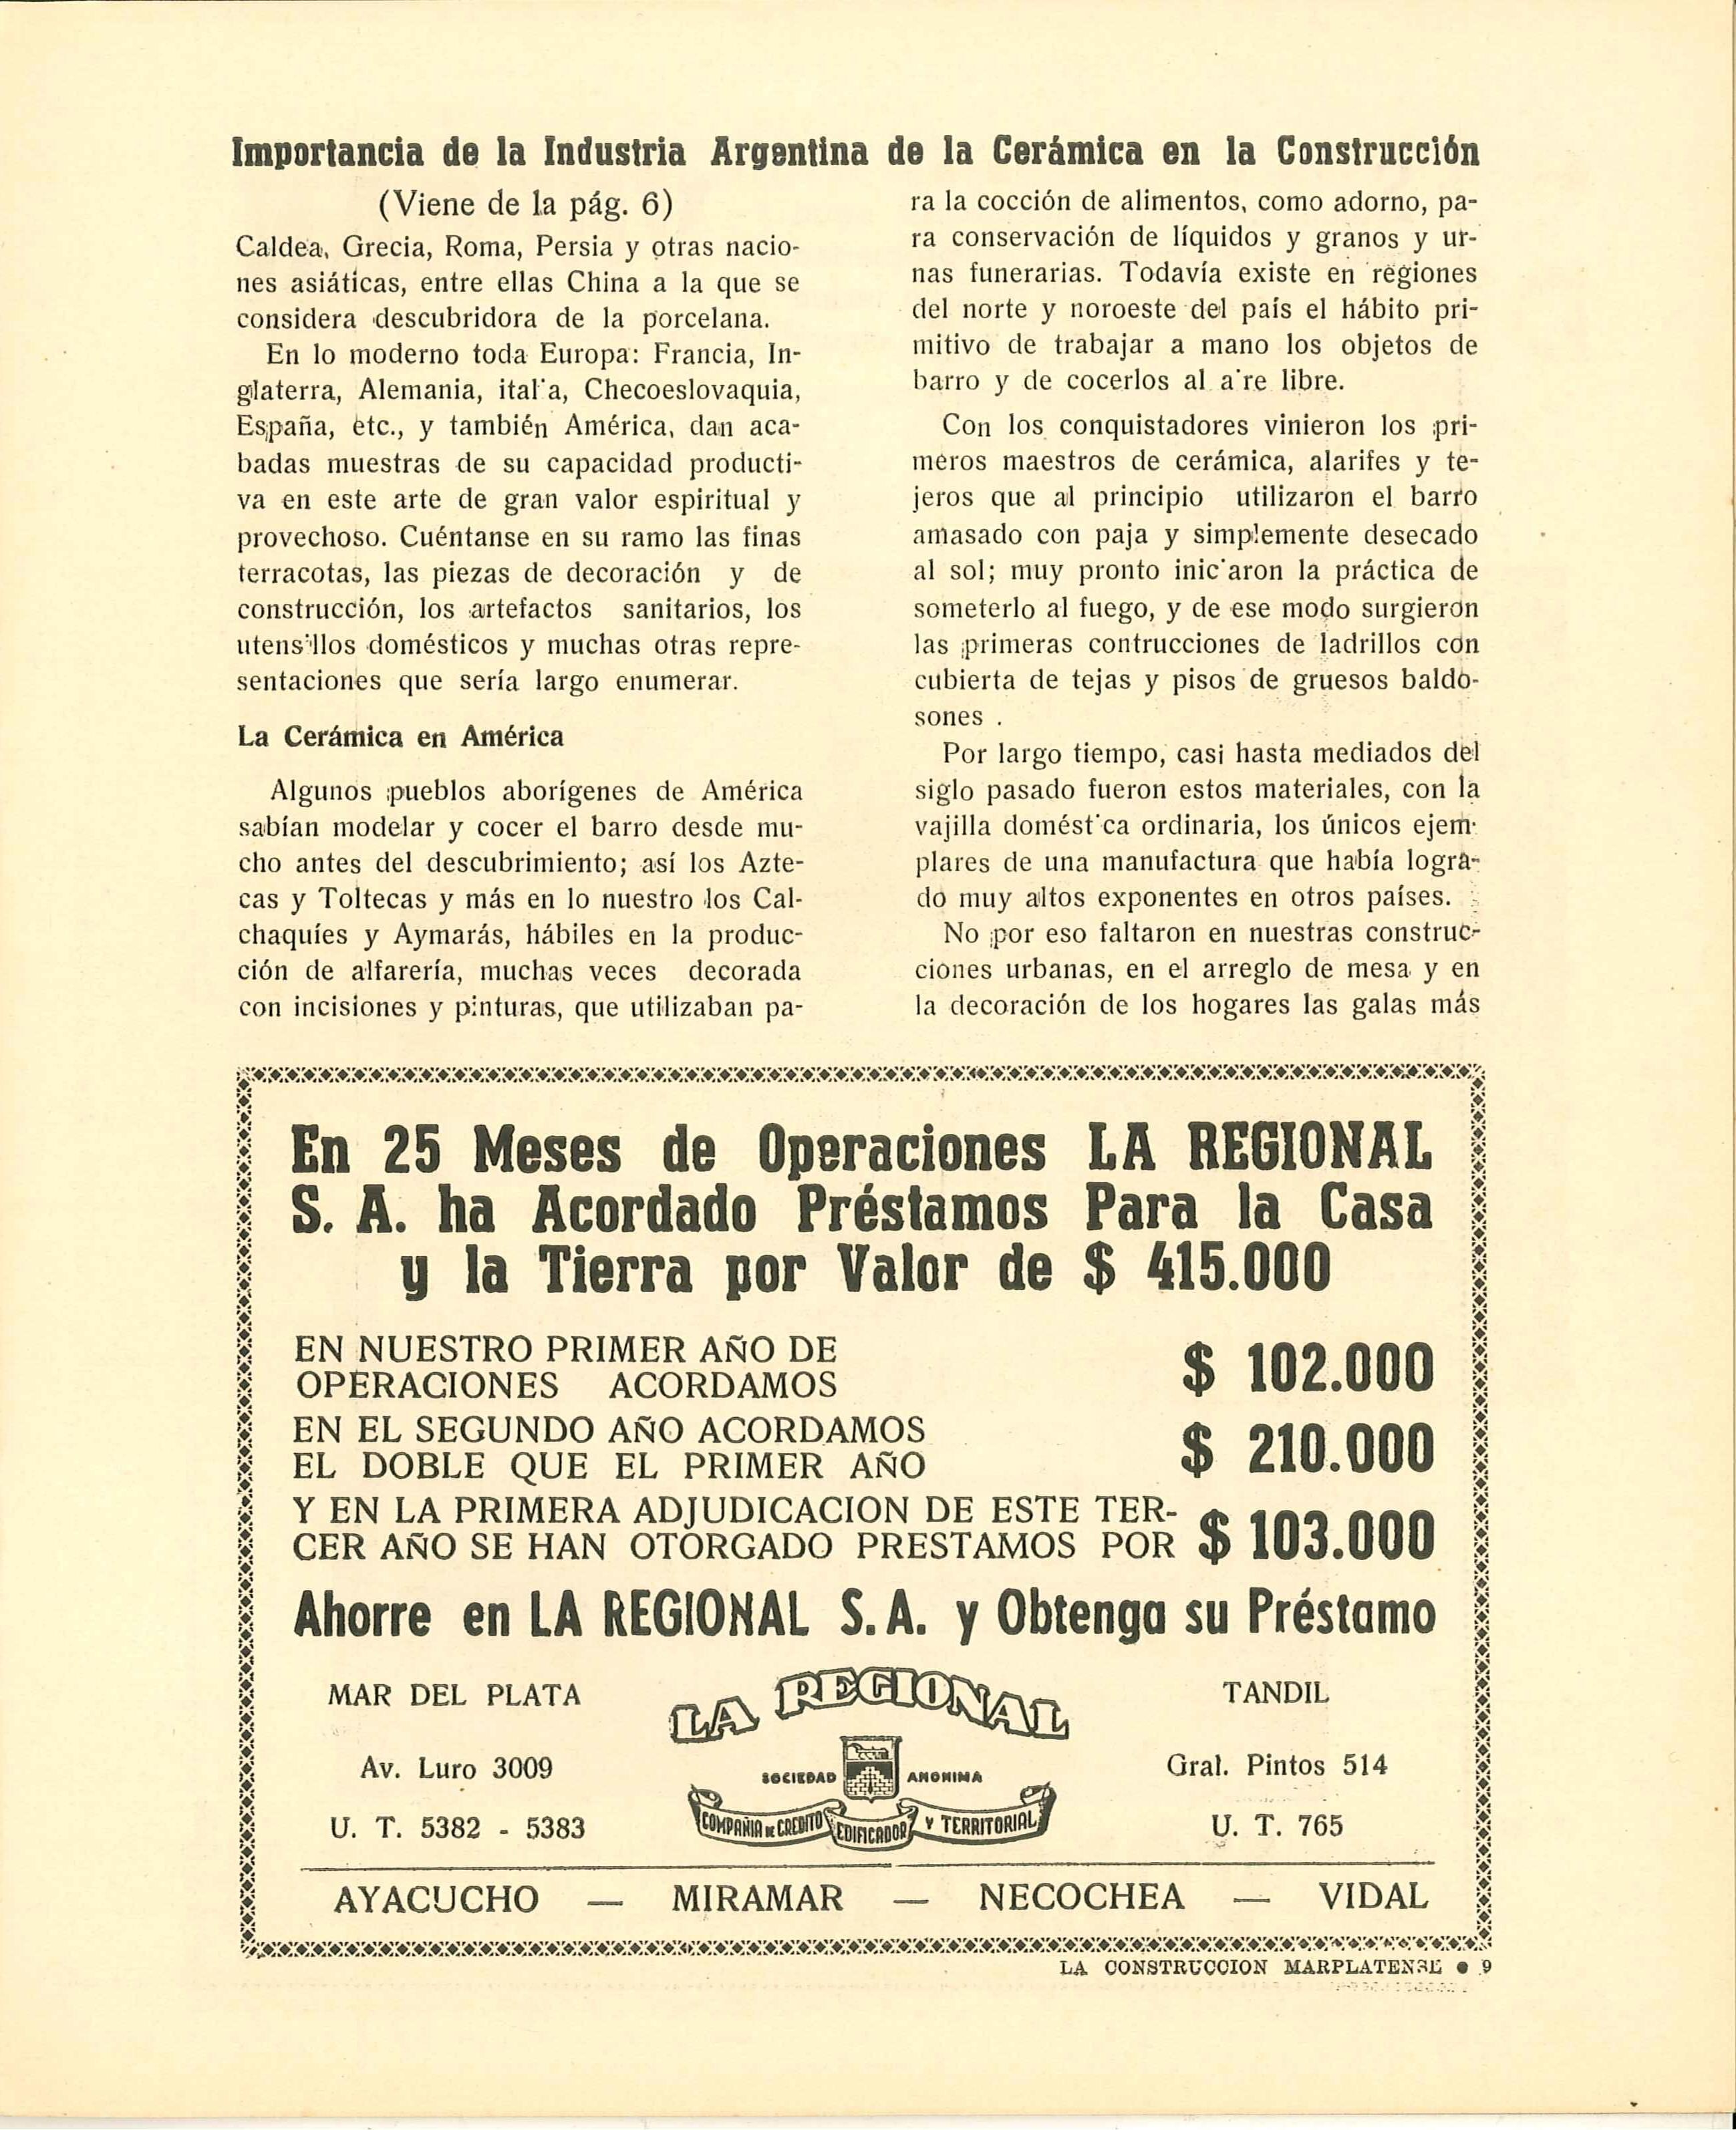 Importancia de la Industria Argentina de la Cerámica en la Construcción
(Viene de la pág. 6)
Caldea, Grecia, Roma, Persia y otras nacio-
nes asiáticas, entre ellas China a la que se
considera descubridora de la porcelana.
En lo moderno toda Europa: Francia, In-
glaterra, Alemania, ital'a, Checoeslovaquia,
España, etc., y también América, dan aca-
badas muestras de su capacidad producti-
va en este arte de gran valor espiritual y
provechoso. Cuéntanse en su ramo las finas
terracotas, las piezas de decoración y de
construcción, los artefactos sanitarios, los
utensillos domésticos y muchas otras repre-
sentaciones que sería largo enumerar.
La Cerámica en América
Algunos pueblos aborígenes de América
sabían modelar y cocer el barro desde mu-
cho antes del descubrimiento; así los Azte-
cas y Toltecas y más en lo nuestro los Cal-
chaquíes y Aymarás, hábiles en la produc-
ción de alfarería, muchas veces decorada
con incisiones y pinturas, que utilizaban pa-
ra la cocción de alimentos, como adorno, pa-
ra conservación de líquidos y granos y ur-
nas funerarias. Todavía existe en regiones
del norte y noroeste del país el hábito pri-
mitivo de trabajar a mano los objetos de
barro y de cocerlos al a're libre.
Con los conquistadores vinieron los pri-
meros maestros de cerámica, alarifes y te-
jeros que al principio utilizaron el barro
amasado con paja y simplemente desecado
al sol; muy pronto inic'aron la práctica de
someterlo al fuego, y de ese modo surgieron
las primeras contrucciones de ladrillos con
cubierta de tejas y pisos de gruesos baldo-
sones .
Por largo tiempo, casi hasta mediados del
siglo pasado fueron estos materiales, con la
vajilla domést'ca ordinaria, los únicos ejem-
plares de una manufactura que había logra-
do muy altos exponentes en otros países.
No por eso faltaron en nuestras construc-
ciones urbanas, en el arreglo de mesa y en
la decoración de los hogares las galas más
En 25 Meses de Operaciones LA REGIONAL
S. A. ha Acordado Préstamos Para la Casa
y la Tierra por Valor de $ 415.000
EN NUESTRO PRIMER AÑO DE
OPERACIONES ACORDAMOS $ 102.000
EN EL SEGUNDO AÑO ACORDAMOS
EL DOBLE QUE EL PRIMER AÑO $ 210.000
Y EN LA PRIMERA ADJUDICACION DE ESTE TER-
CER AÑO SE HAN OTORGADO PRESTAMOS POR $ 103.000
Ahorre en LA REGIONAL S. A. y Obtenga su Préstamo
MAR DEL PLATA
Av. Luro 3009
U. T. 5382 - 5383
LA REGIONAL
SOCIEDAD ANONIMA
COMPAÑIA DE CREDITO EDIFICADOR Y TERRITORIAL
TANDIL
Gral. Pintos 514
U. T. 765
AYACUCHO — MIRAMAR — NECOCHEA — VIDAL
LA CONSTRUCCION MARPLATENSE ● 9